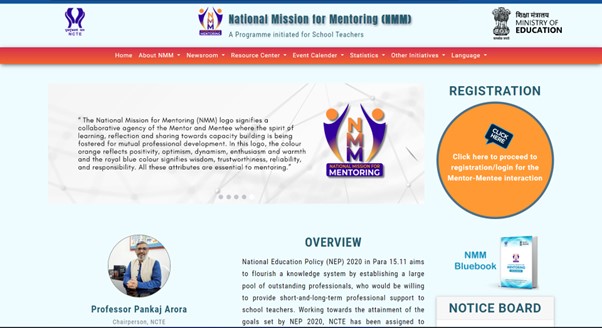 NCTE
NMM
MENTORING
National Mission for Mentoring (NMM)
A Programme initiated for School Teachers
शिक्षा मंत्रालय
MINISTRY OF
EDUCATION
Home About NMM Newsroom Resource Center Event Calender Statistics Other Initiatives Language
" The National Mission for Mentoring (NMM) logo signifies a
collaborative agency of the Mentor and Mentee where the spirit of
learning, reflection and sharing towards capacity building is being
fostered for mutual professional development. In this logo, the colour
orange reflects positivity, optimism, dynamism, enthusiasm and warmth
and the royal blue colour signifies wisdom, trustworthiness, reliability,
and responsibility. All these attributes are essential to mentoring."
NMM
NATIONAL MISSION FOR
MENTORING
REGISTRATION
CLICK
HERE
Click here to proceed to
registration/login for the
Mentor-Mentee interaction
Professor Pankaj Arora
Chairperson, NCTE
OVERVIEW
National Education Policy (NEP) 2020 in Para 15.11 aims
to flourish a knowledge system by establishing a large
pool of outstanding professionals, who would be willing
to provide short-and-long-term professional support to
school teachers. Working towards the attainment of the
goals set by NEP 2020, NCTE has been assigned to
NMM
Bluebook
NOTICE BOARD